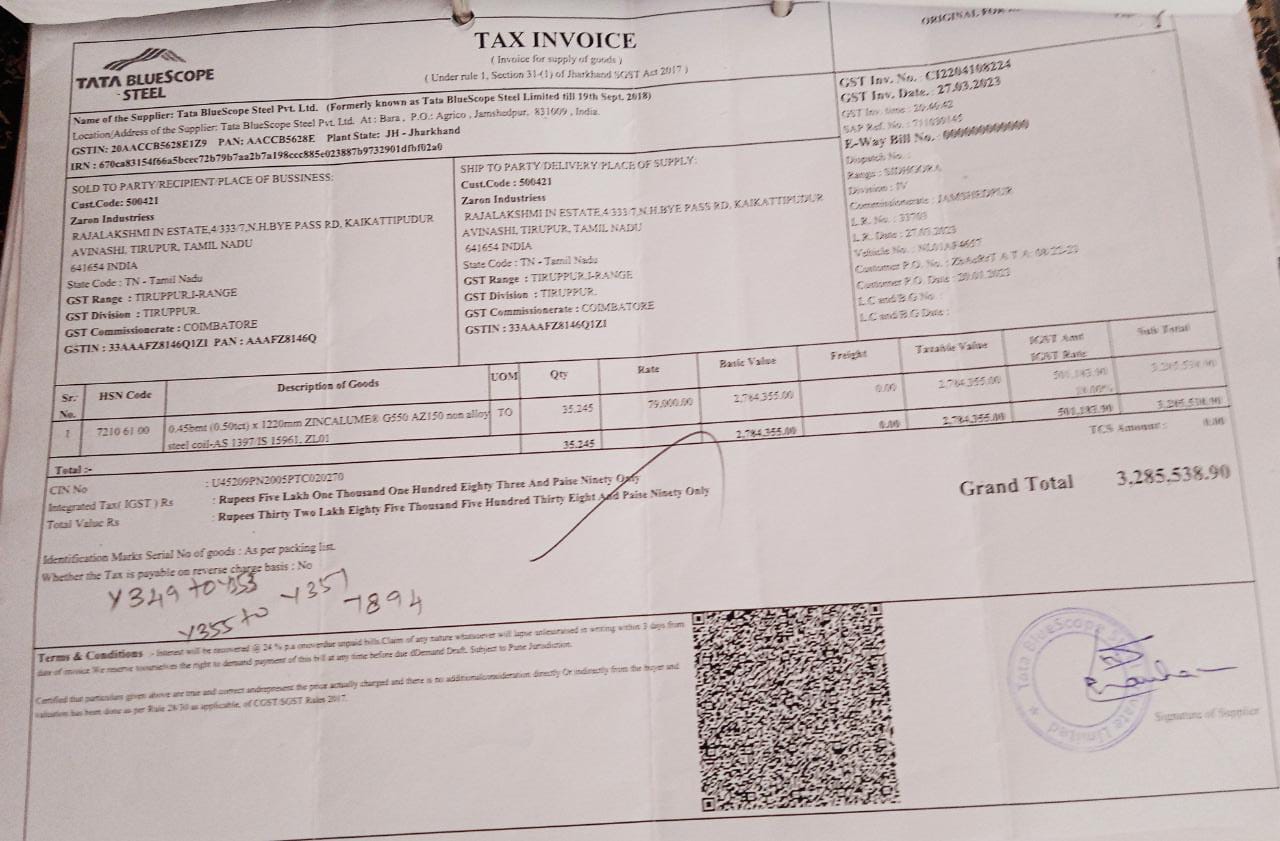 TATA BLUESCOPE
STEEL
TAX INVOICE
( Invoice for supply of goods )
( Under rule 1, Section 31-(1) of Jharkhand SGST Act 2017 )
ORIGINAL FOR
Name of the Supplier: Tata BlueScope Steel Pvt. Ltd. (Formerly known as Tata BlueScope Steel Limited till 19th Sept. 2018)
Location/Address of the Supplier: Tata BlueScope Steel Pvt. Ltd. At : Bara , P.O.: Agrico , Jamshedpur, 831009 , India.
GSTIN: 20AACCB5628E1Z9 PAN: AACCB5628E Plant State: JH - Jharkhand
IRN : 670ca83154f66a5bcec72b79b7aa2b7a198ccc885e023887b9732901dfbf02a0
GST Inv. No. : CI2204108224
GST Inv. Date. : 27.03.2023
GST Inv. time : 20:46:42
SAP Ref. No. : 711039145
E-Way Bill No. : 000000000000
Dispatch No. :
Range : SIDHGORA
Division : IV
Commissionerate : JAMSHEDPUR
L.R. No. : 33703
L.R. Date : 27.03.2023
Vehicle No. :
Customer P.O. No. :
Customer P.O. Date : 20.01.2023
L.C and B.G No :
L.C and B.G Date :
SOLD TO PARTY/RECIPIENT/PLACE OF BUSSINESS:
Cust.Code: 500421
Zaron Industriess
RAJALAKSHMI IN ESTATE,4/333/7,N.H.BYE PASS RD, KAIKATTIPUDUR
AVINASHI, TIRUPUR, TAMIL NADU
641654 INDIA
State Code : TN - Tamil Nadu
GST Range : TIRUPPUR.I-RANGE
GST Division : TIRUPPUR.
GST Commissionerate : COIMBATORE
GSTIN : 33AAAFZ8146Q1Z1 PAN : AAAFZ8146Q
SHIP TO PARTY/DELIVERY/PLACE OF SUPPLY:
Cust.Code : 500421
Zaron Industriess
RAJALAKSHMI IN ESTATE,4/333/7,N.H.BYE PASS RD, KAIKATTIPUDUR
AVINASHI, TIRUPUR, TAMIL NADU
641654 INDIA
State Code : TN - Tamil Nadu
GST Range : TIRUPPUR.I-RANGE
GST Division : TIRUPPUR.
GST Commissionerate : COIMBATORE
GSTIN : 33AAAFZ8146Q1Z1
Sr. No. HSN Code Description of Goods UOM Qty Rate Basic Value Freight Taxable Value IGST Amt IGST Rate Sub Total
1 7210 61 00 0.45bmt (0.50tct) x 1220mm ZINCALUME® G550 AZ150 non alloy TO 35.245 79,000.00 2,784,355.00 0.00 2,784,355.00 501,183.90 3,285,538.90
steel coil-AS 1397/IS 15961, ZL01 18.00%
Total :- 35.245 2,784,355.00 0.00 2,784,355.00 501,183.90 3,285,538.90
TCS Amount : 0.00
CIN No : U45209PN2005PTC020270
Integrated Tax( IGST ) Rs : Rupees Five Lakh One Thousand One Hundred Eighty Three And Paise Ninety Only
Total Value Rs : Rupees Thirty Two Lakh Eighty Five Thousand Five Hundred Thirty Eight And Paise Ninety Only
Grand Total 3,285,538.90
Identification Marks Serial No of goods : As per packing list.
Whether the Tax is payable on reverse charge basis : No
Y349 to Y353
Y355 to Y357
7894
Terms & Conditions :- Interest will be recovered @ 24 % p.a onoverdue unpaid bills.Claim of any nature whatsoever will lapse unlessraised in writing within 3 days from
date of invoice.We reserve toourselves the right to demand payment of this bill at any time before due dDemand Draft. Subject to Pune Jurisdiction.
Certified that particulars given above are true and correct andrepresent the price actually charged and there is no additionalconsideration directly Or indirectly from the buyer and
valuation has been done as per Rule 28/30 as applicable, of CGST/SGST Rules 2017.
Tata BlueScope Steel Private Limited
Signature of Supplier